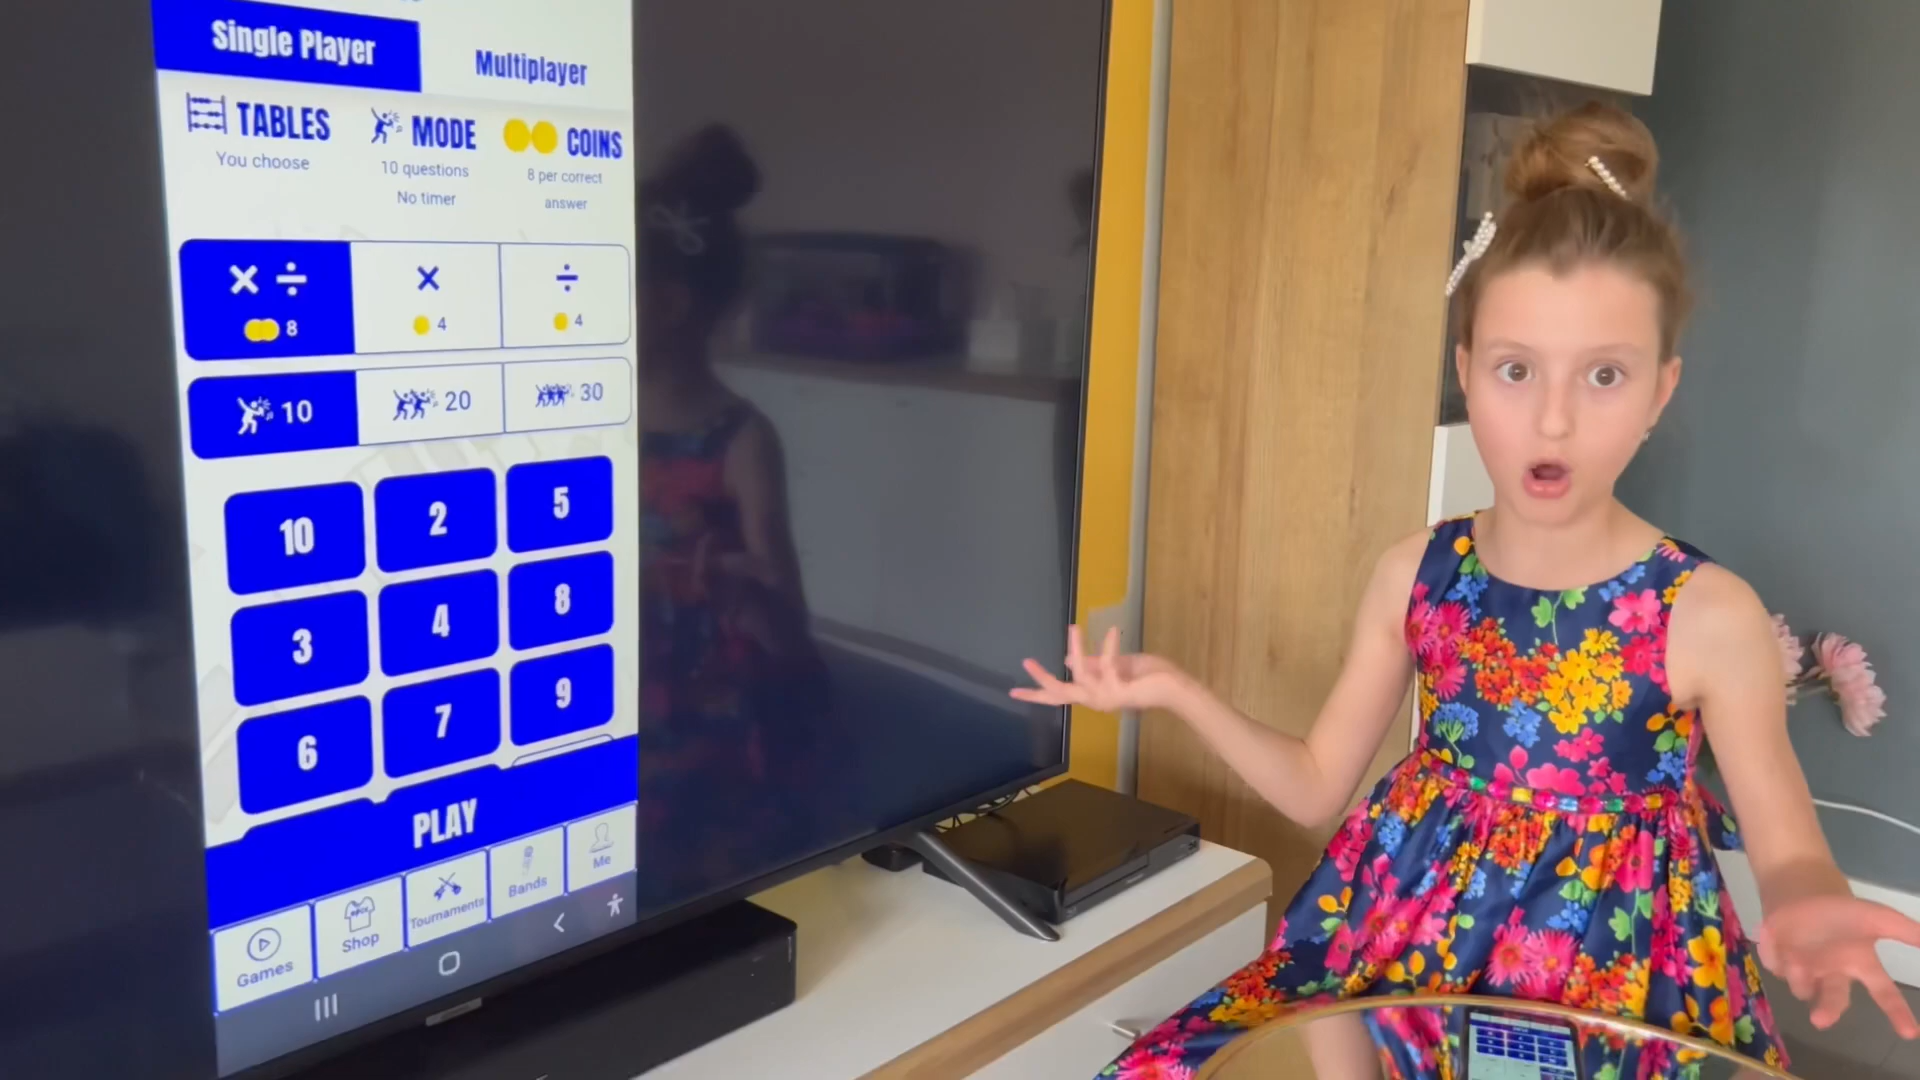 Single Player
Multiplayer
TABLES
You choose
MODE
10 questions
No timer
COINS
8 per correct
answer
× ÷
8
×
4
÷
4
10
20
30
10 2 5
3 4 8
6 7 9
PLAY
Games
Shop
Tournaments
Bands
Me